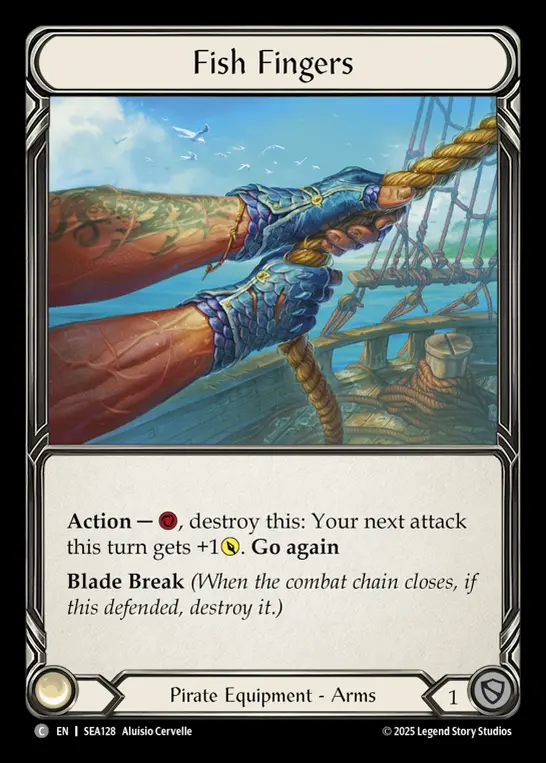 Fish Fingers
Action — , destroy this: Your next attack
this turn gets +1. Go again
Blade Break (When the combat chain closes, if
this defended, destroy it.)
Pirate Equipment - Arms
1
C EN | SEA128 Aluisio Cervelle
© 2025 Legend Story Studios